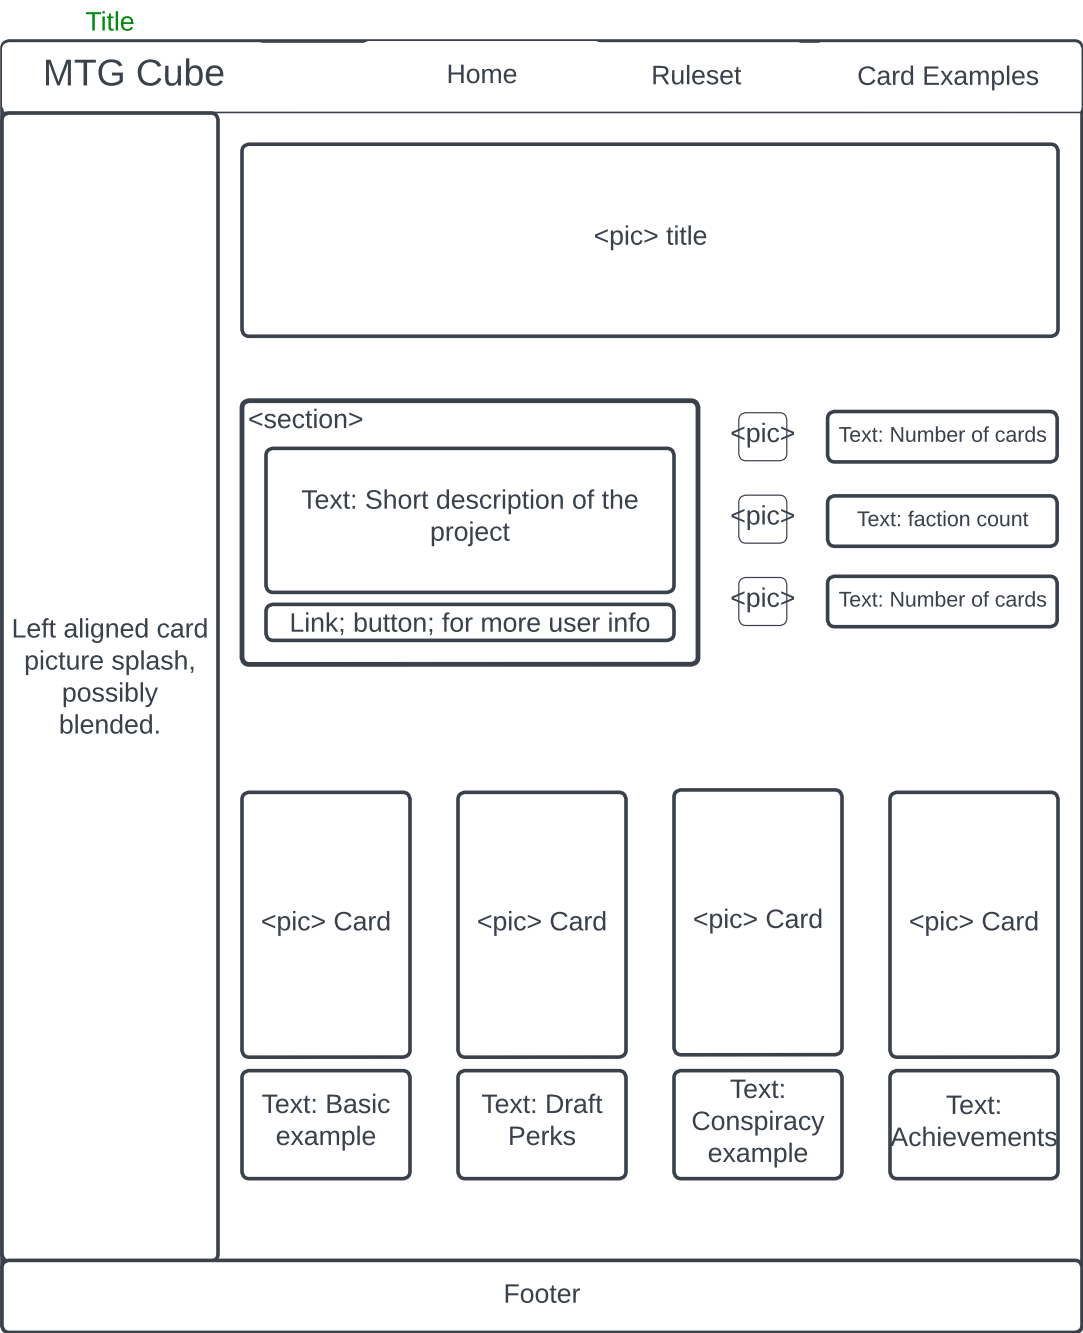 Title
MTG Cube
Home
Ruleset
Card Examples
<pic> title
Left aligned card
picture splash,
possibly
blended.
<section>
Text: Short description of the
project
Link; button; for more user info
<pic>
Text: Number of cards
<pic>
Text: faction count
<pic>
Text: Number of cards
<pic> Card
<pic> Card
<pic> Card
<pic> Card
Text: Basic
example
Text: Draft
Perks
Text:
Conspiracy
example
Text:
Achievements
Footer